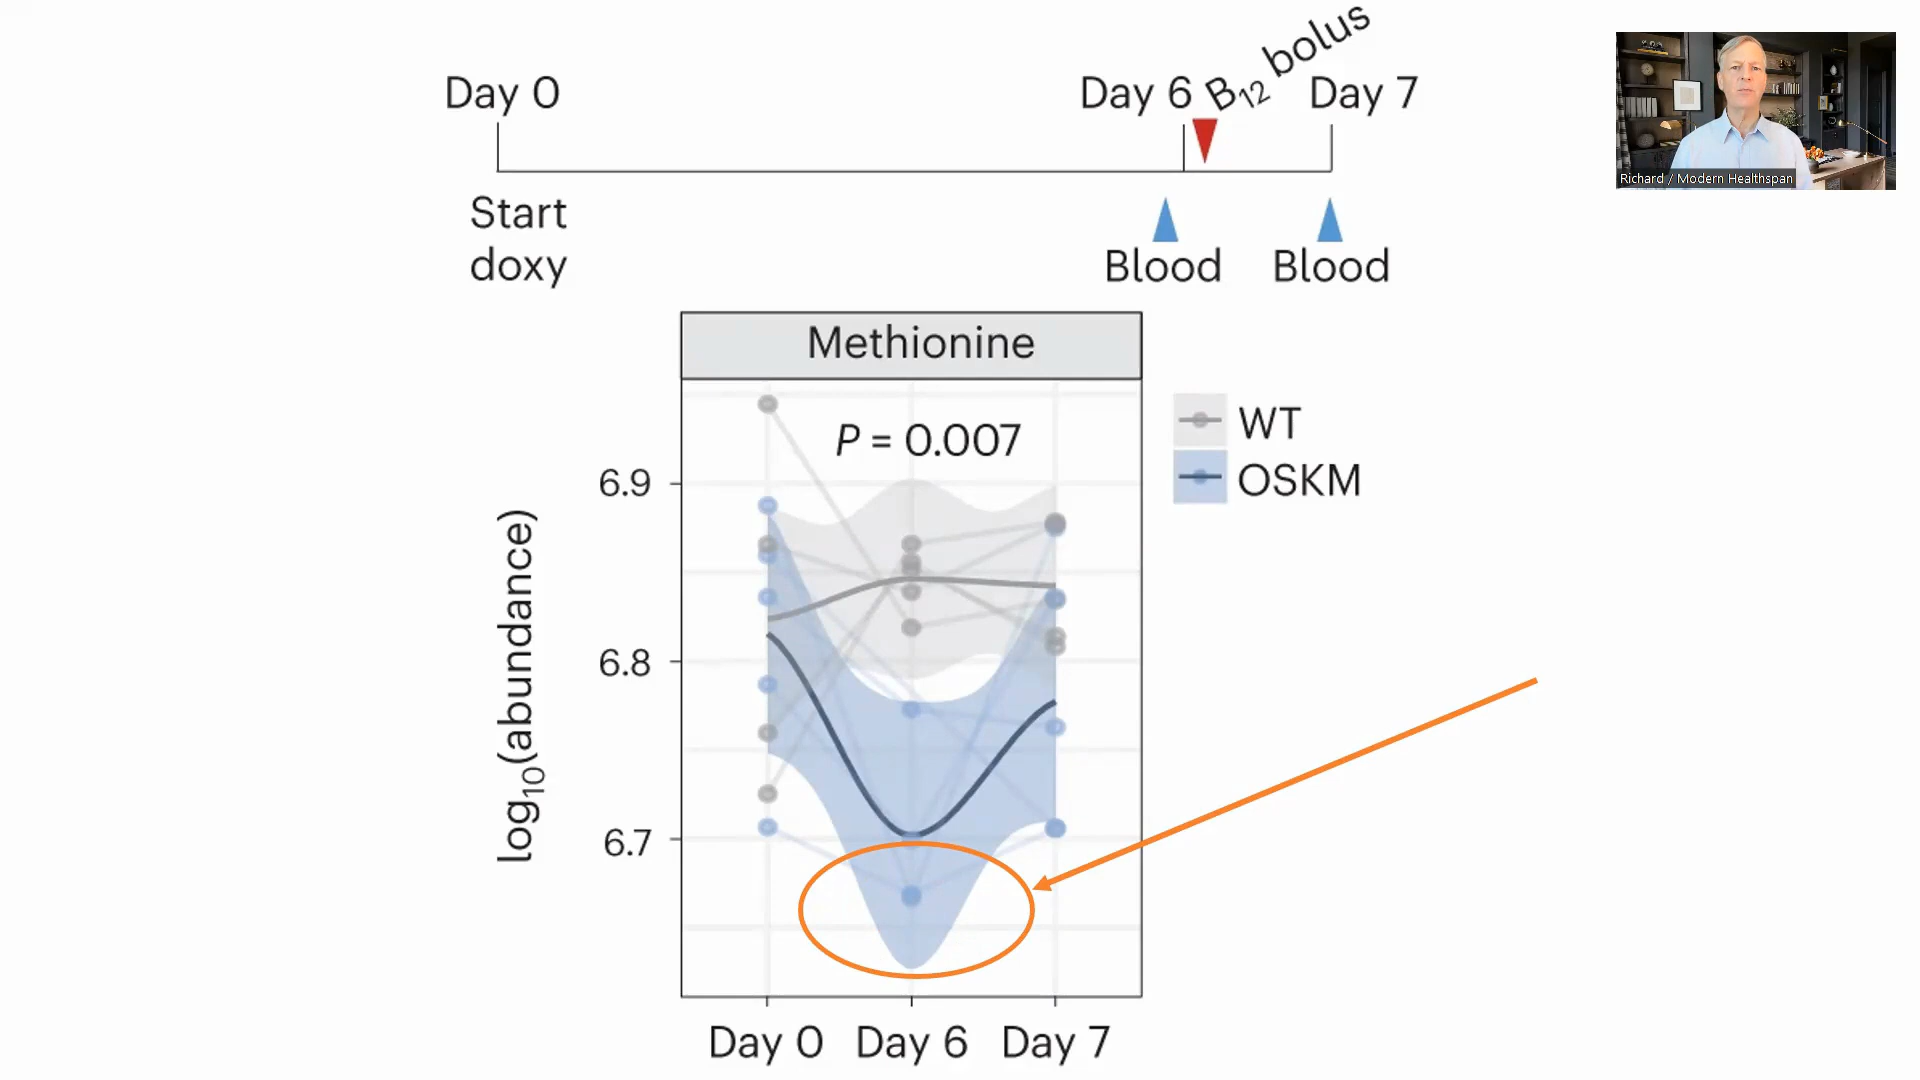 Day 0
Day 6
B12 bolus
Day 7
Start
doxy
Blood
Blood
Richard / Modern Healthspan
Methionine
P = 0.007
WT
OSKM
log10(abundance)
6.9
6.8
6.7
Day 0
Day 6
Day 7